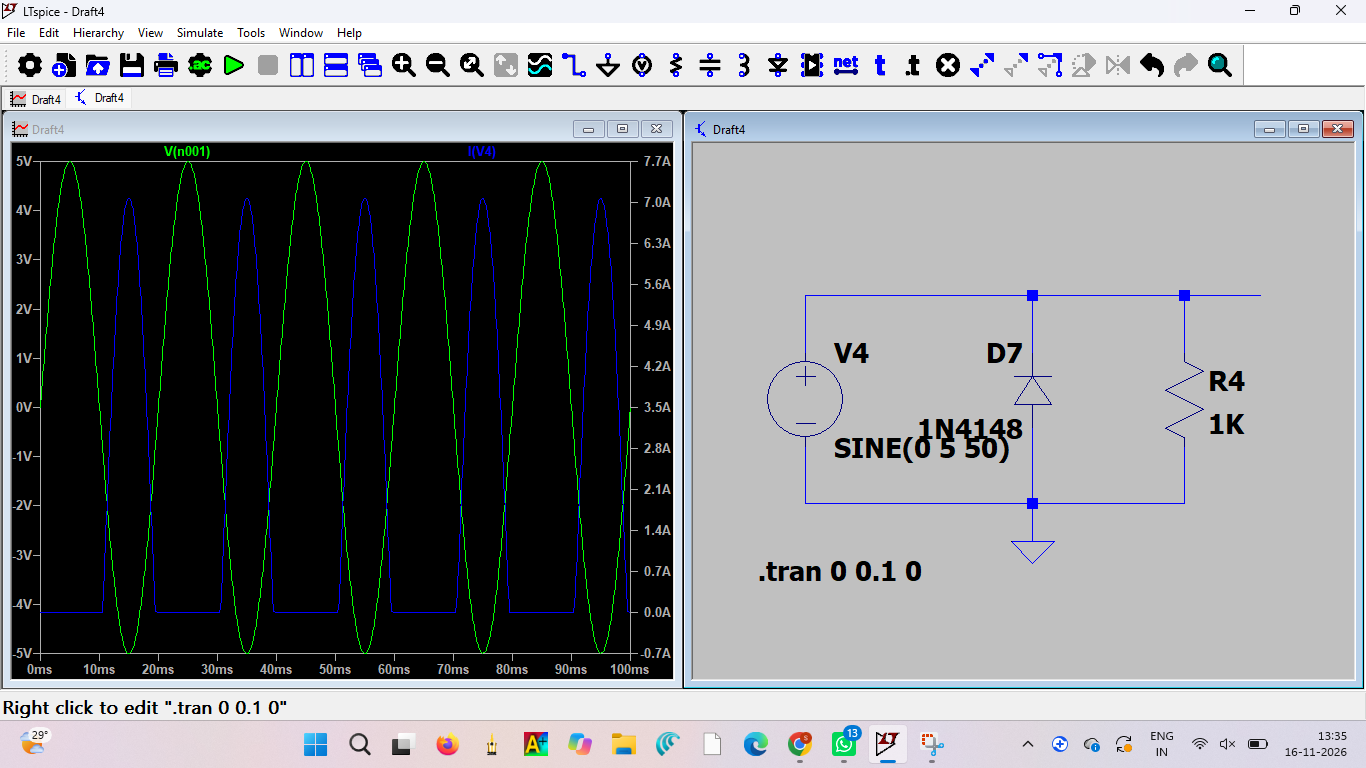 LTspice - Draft4
File Edit Hierarchy View Simulate Tools Window Help
.ac
net t .t
Draft4 Draft4
Draft4
V(n001) I(V4)
5V 7.7A
4V 7.0A
3V 6.3A
2V 5.6A
1V 4.9A
0V 4.2A
-1V 3.5A
-2V 2.8A
-3V 2.1A
-4V 1.4A
-5V 0.7A
0.0A
-0.7A
0ms 10ms 20ms 30ms 40ms 50ms 60ms 70ms 80ms 90ms 100ms
Draft4
V4
SINE(0 5 50)
D7
1N4148
R4
1K
.tran 0 0.1 0
Right click to edit ".tran 0 0.1 0"
29°
13
ENG
IN
13:35
16-11-2026